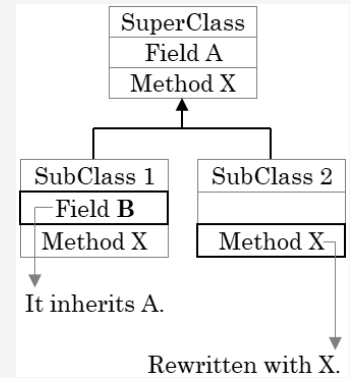 SuperClass
Field A
Method X
SubClass 1
Field B
Method X
SubClass 2
Method X
It inherits A.
Rewritten with X.